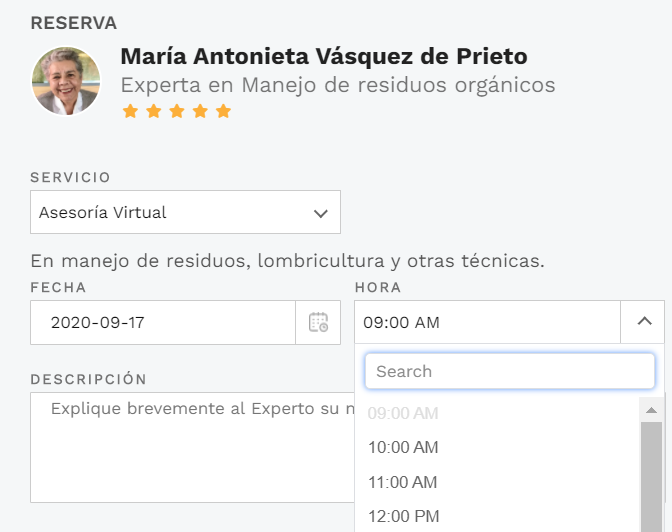 RESERVA
María Antonieta Vásquez de Prieto
Experta en Manejo de residuos orgánicos
SERVICIO
Asesoría Virtual
En manejo de residuos, lombricultura y otras técnicas.
FECHA
HORA
2020-09-17
09:00 AM
Search
09:00 AM
10:00 AM
11:00 AM
12:00 PM
DESCRIPCIÓN
Explique brevemente al Experto su